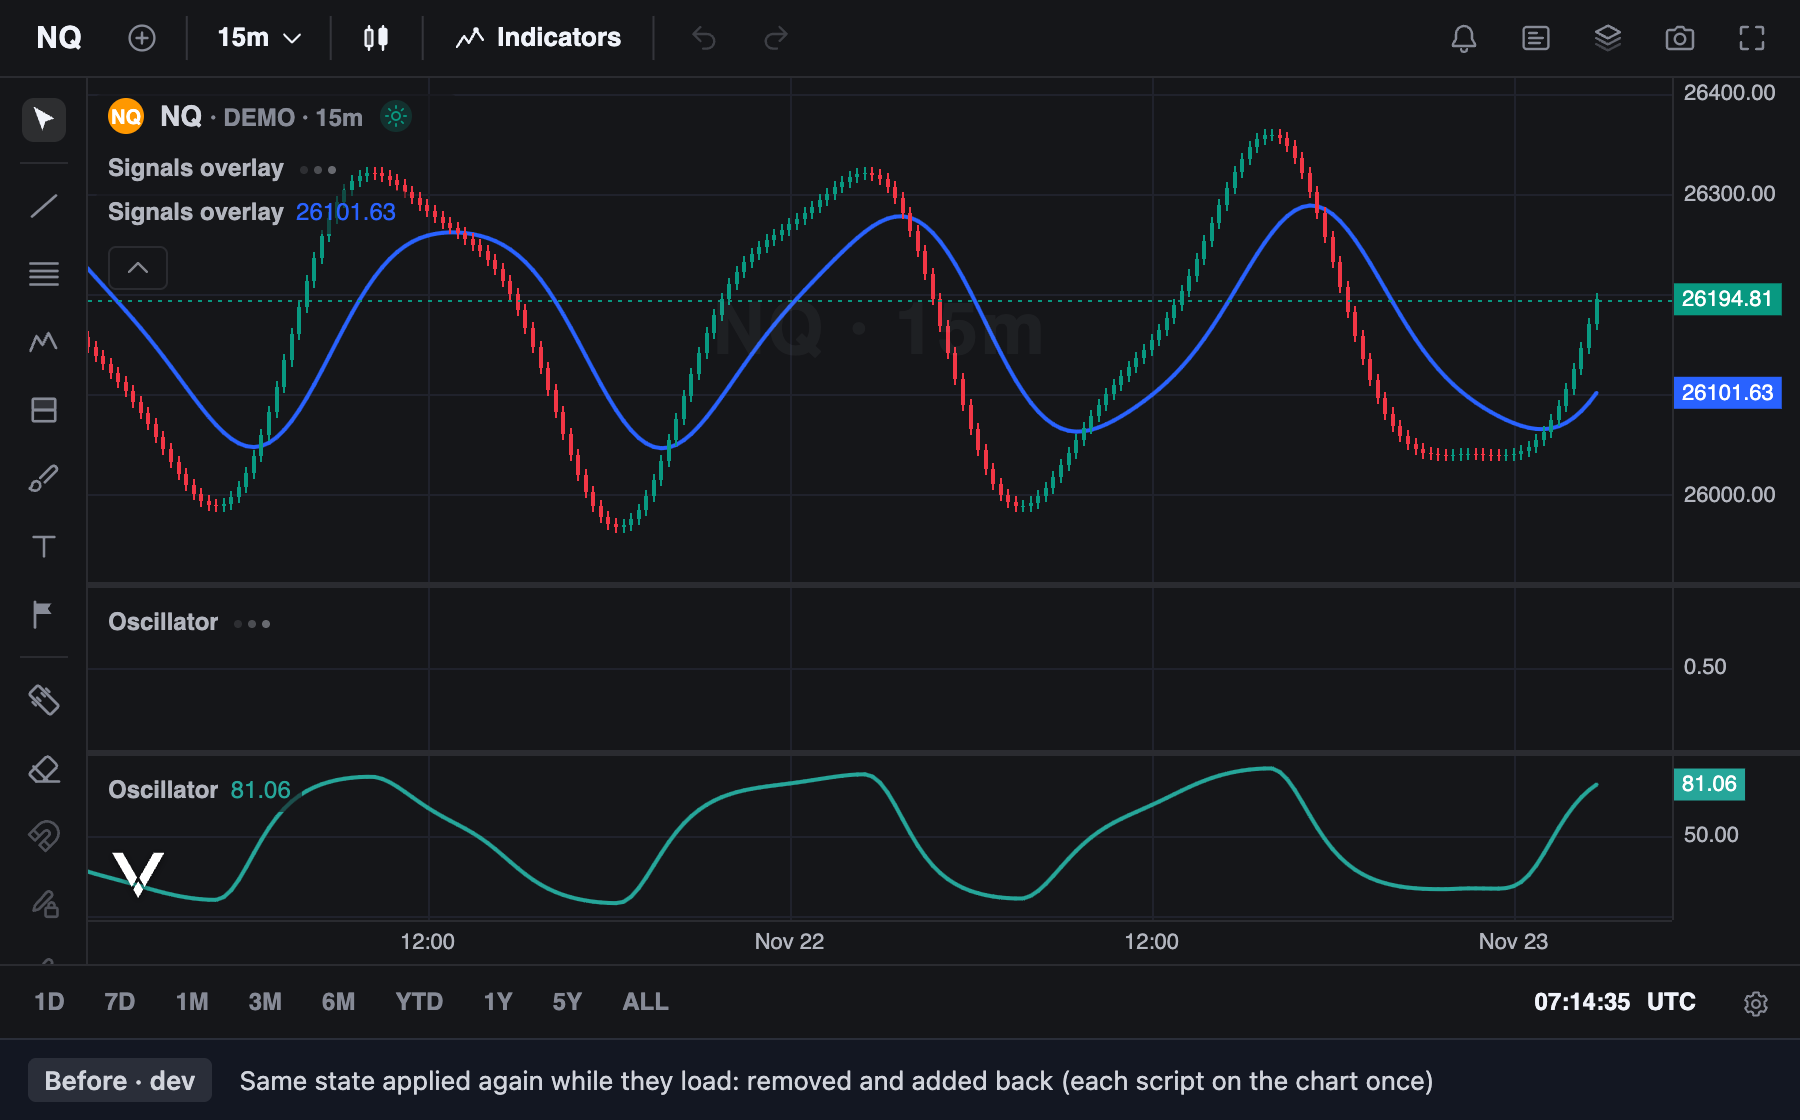 NQ 15m Indicators
NQ NQ · DEMO · 15m
Signals overlay
Signals overlay 26101.63
NQ · 15m
26400.00
26300.00
26194.81
26101.63
26000.00
Oscillator
0.50
Oscillator 81.06
81.06
50.00
12:00 Nov 22 12:00 Nov 23
1D 7D 1M 3M 6M YTD 1Y 5Y ALL 07:14:35 UTC
Before · dev Same state applied again while they load: removed and added back (each script on the chart once)